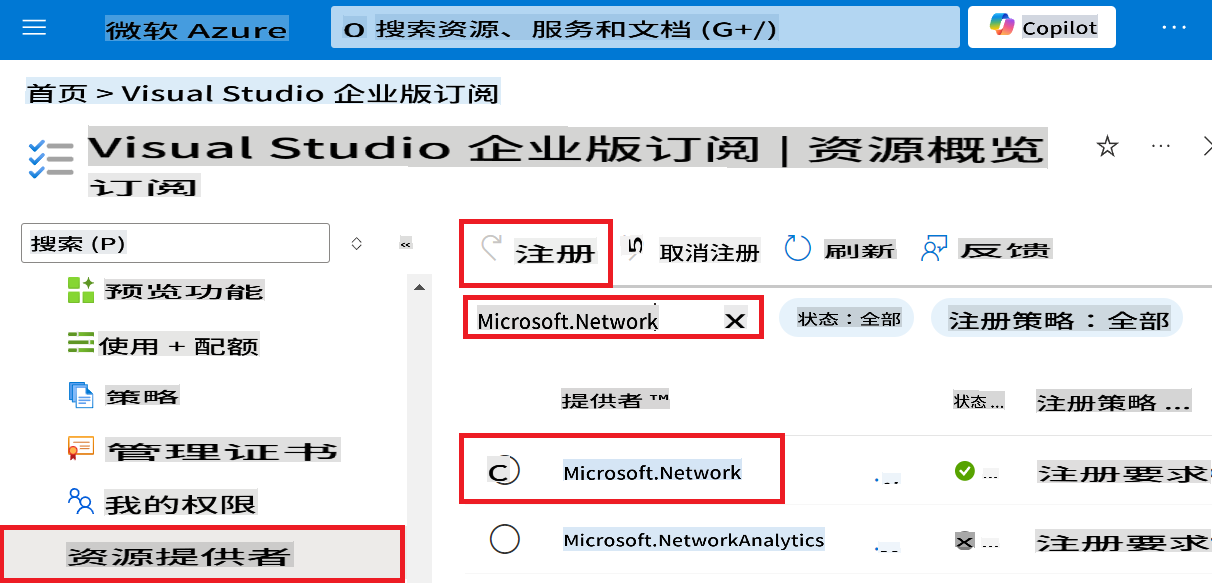 微软 Azure
O 搜索资源、服务和文档 (G+/)
Copilot
首页 > Visual Studio 企业版订阅
Visual Studio 企业版订阅 | 资源概览
订阅
搜索 (P)
注册
取消注册
刷新
反馈
预览功能
Microsoft.Network
状态：全部
注册策略：全部
使用 + 配额
策略
提供者 ™
状态 ...
注册策略 ...
管理证书
Microsoft.Network
...
注册要求
我的权限
Microsoft.NetworkAnalytics
...
注册要求
资源提供者